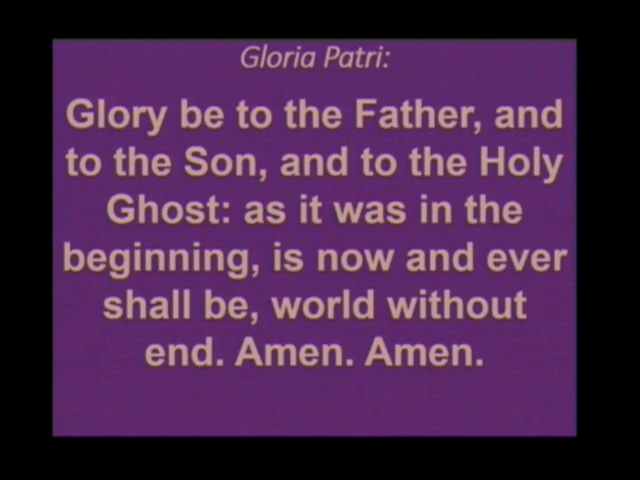 Gloria Patri:
Glory be to the Father, and
to the Son, and to the Holy
Ghost: as it was in the
beginning, is now and ever
shall be, world without
end. Amen. Amen.